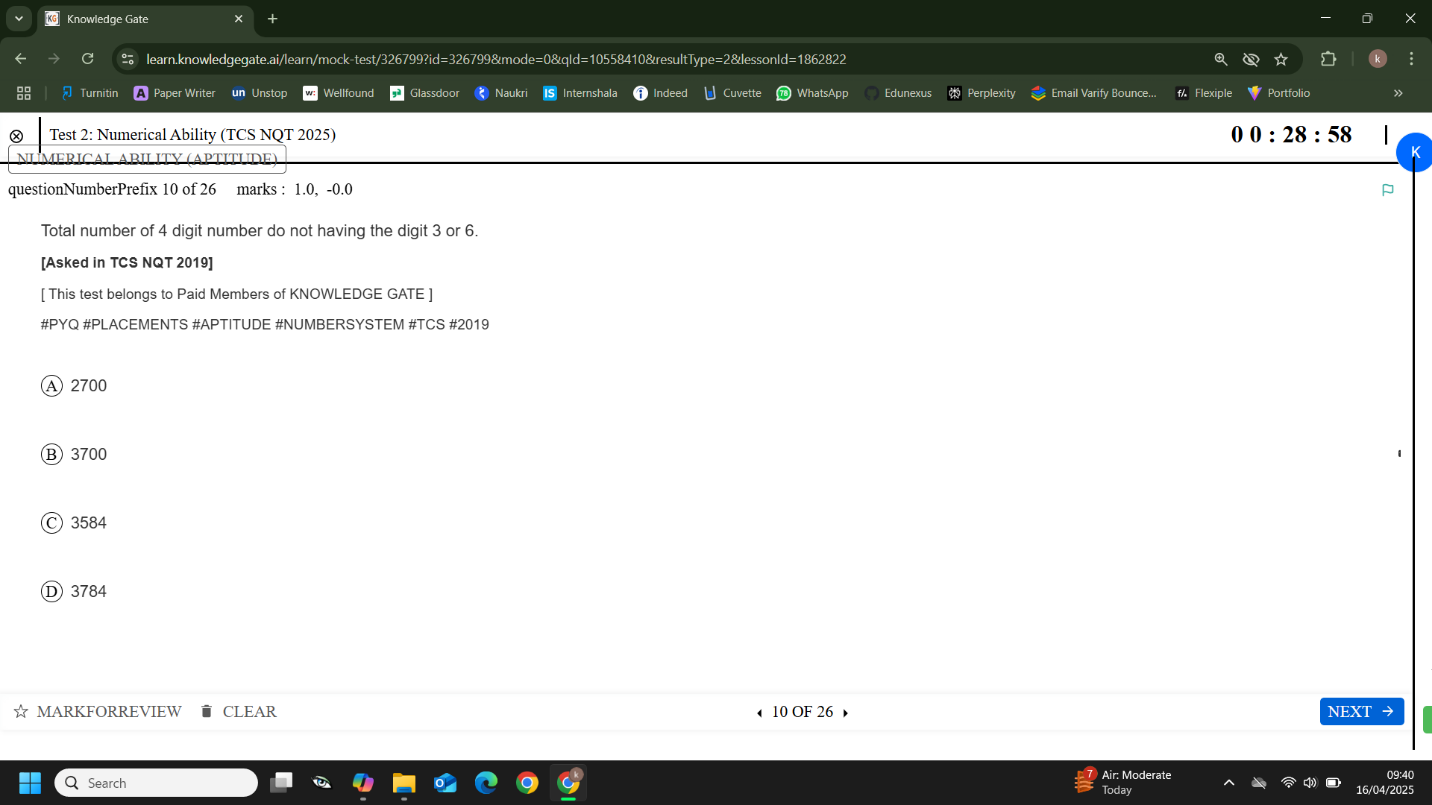 Knowledge Gate
learn.knowledgegate.ai/learn/mock-test/326799?id=326799&mode=0&qId=10558410&resultType=2&lessonId=1862822
k
Turnitin A Paper Writer un Unstop w: Wellfound Glassdoor Naukri IS Internshala Indeed Cuvette WhatsApp Edunexus Perplexity Email Varify Bounce... f/. Flexiple Portfolio »
Test 2: Numerical Ability (TCS NQT 2025) 00:28:58
K
NUMERICAL ABILITY (APTITUDE)
questionNumberPrefix 10 of 26 marks : 1.0, -0.0
Total number of 4 digit number do not having the digit 3 or 6.
[Asked in TCS NQT 2019]
[ This test belongs to Paid Members of KNOWLEDGE GATE ]
#PYQ #PLACEMENTS #APTITUDE #NUMBERSYSTEM #TCS #2019
A 2700
B 3700
C 3584
D 3784
MARKFORREVIEW CLEAR 10 OF 26 NEXT →
Search
7 Air: Moderate
Today
09:40
16/04/2025